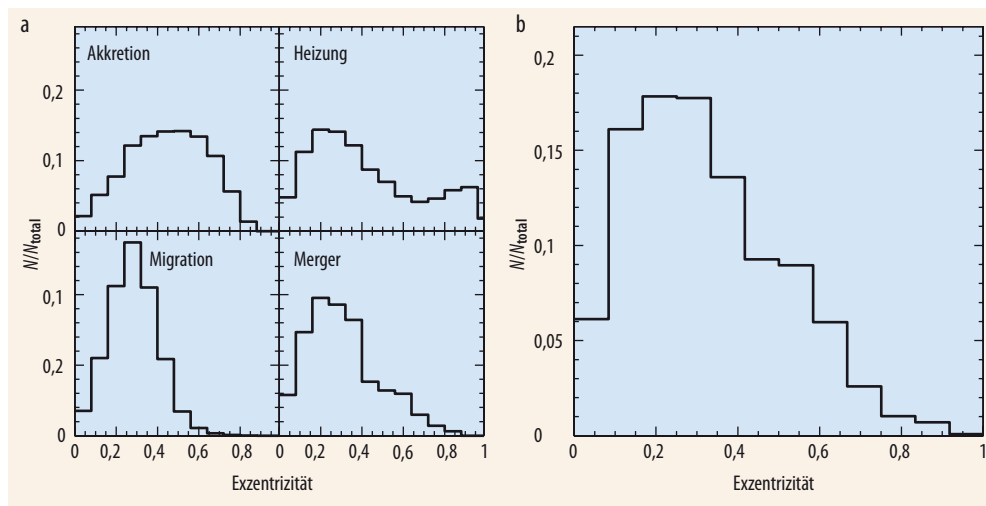 a
Akkretion
Heizung
0,2
0,1
0
N/Ntotal
Migration
Merger
0,1
0,2
0
0 0,2 0,4 0,6 0,8 0 0,2 0,4 0,6 0,8 1
Exzentrizität
b
0,2
0,15
N/Ntotal
0,1
0,05
0
0 0,2 0,4 0,6 0,8 1
Exzentrizität